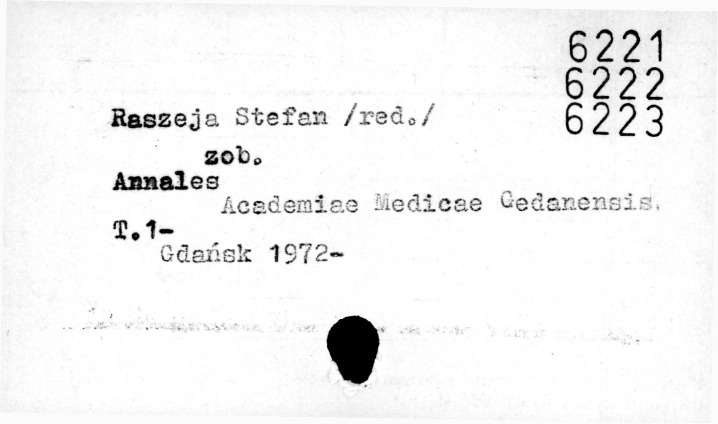 6221
6222
6223
Raszeja Stefan /red./
zob.
Annales
Academiae Medicae Gedanensis.
T.1-
Gdańsk 1972-